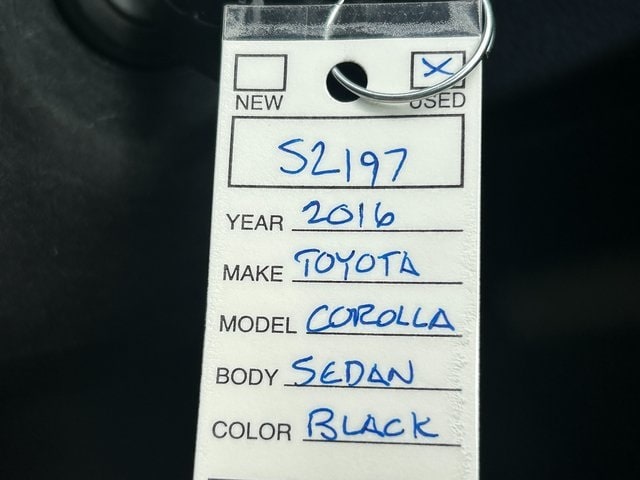 X
NEW USED
S2197
YEAR 2016
MAKE TOYOTA
MODEL COROLLA
BODY SEDAN
COLOR BLACK